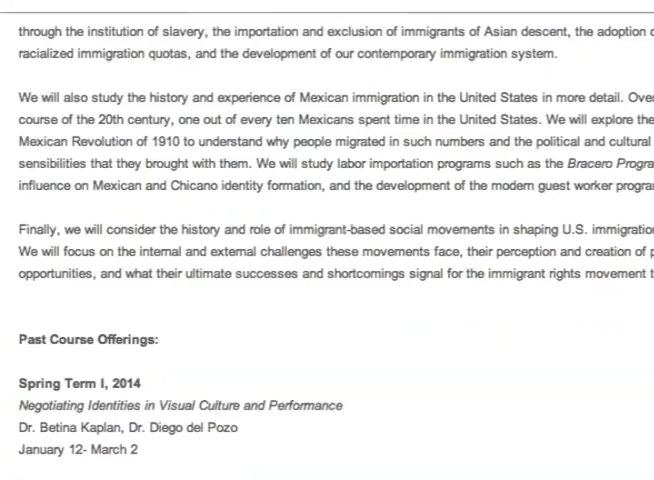 through the institution of slavery, the importation and exclusion of immigrants of Asian descent, the adoption
racialized immigration quotas, and the development of our contemporary immigration system.
We will also study the history and experience of Mexican immigration in the United States in more detail. Over
course of the 20th century, one out of every ten Mexicans spent time in the United States. We will explore the
Mexican Revolution of 1910 to understand why people migrated in such numbers and the political and cultural
sensibilities that they brought with them. We will study labor importation programs such as the Bracero
influence on Mexican and Chicano identity formation, and the development of the modern guest worker
Finally, we will consider the history and role of immigrant-based social movements in shaping U.S.
We will focus on the internal and external challenges these movements face, their perception and creation of
opportunities, and what their ultimate successes and shortcomings signal for the immigrant rights movement
Past Course Offerings:
Spring Term I, 2014
Negotiating Identities in Visual Culture and Performance
Dr. Betina Kaplan, Dr. Diego del Pozo
January 12- March 2